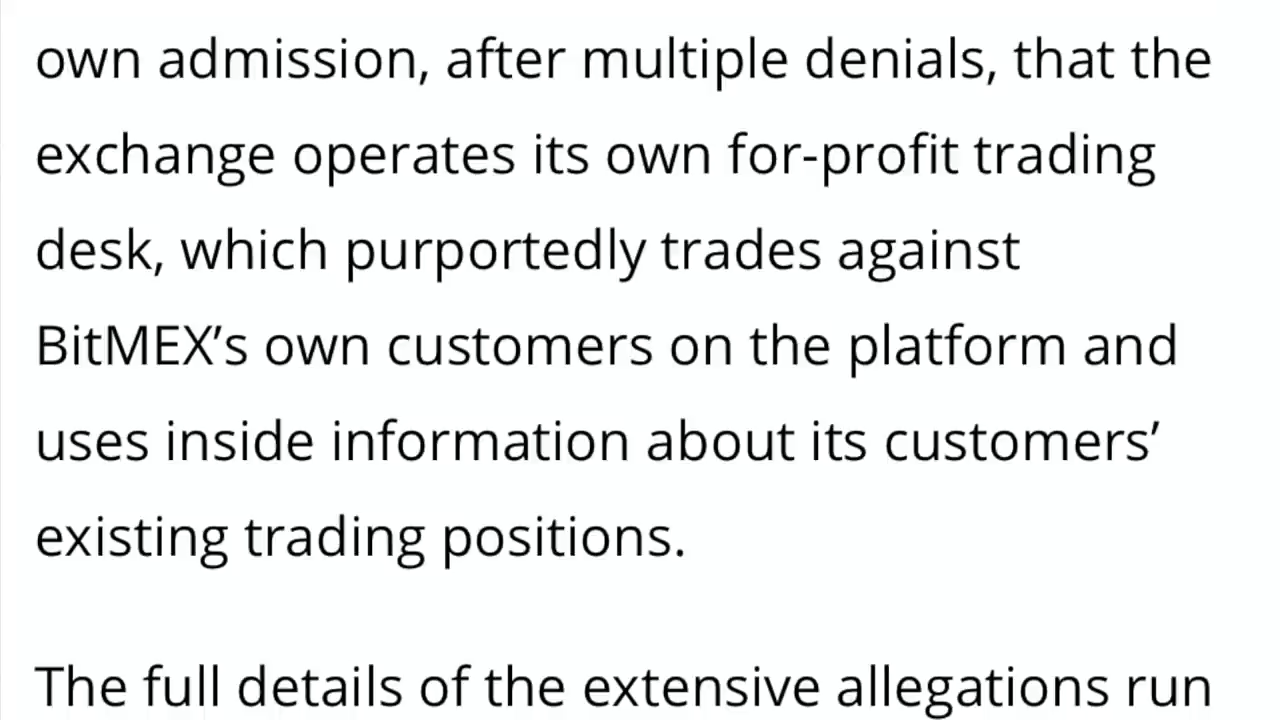 own admission, after multiple denials, that the
exchange operates its own for-profit trading
desk, which purportedly trades against
BitMEX’s own customers on the platform and
uses inside information about its customers’
existing trading positions.
The full details of the extensive allegations run